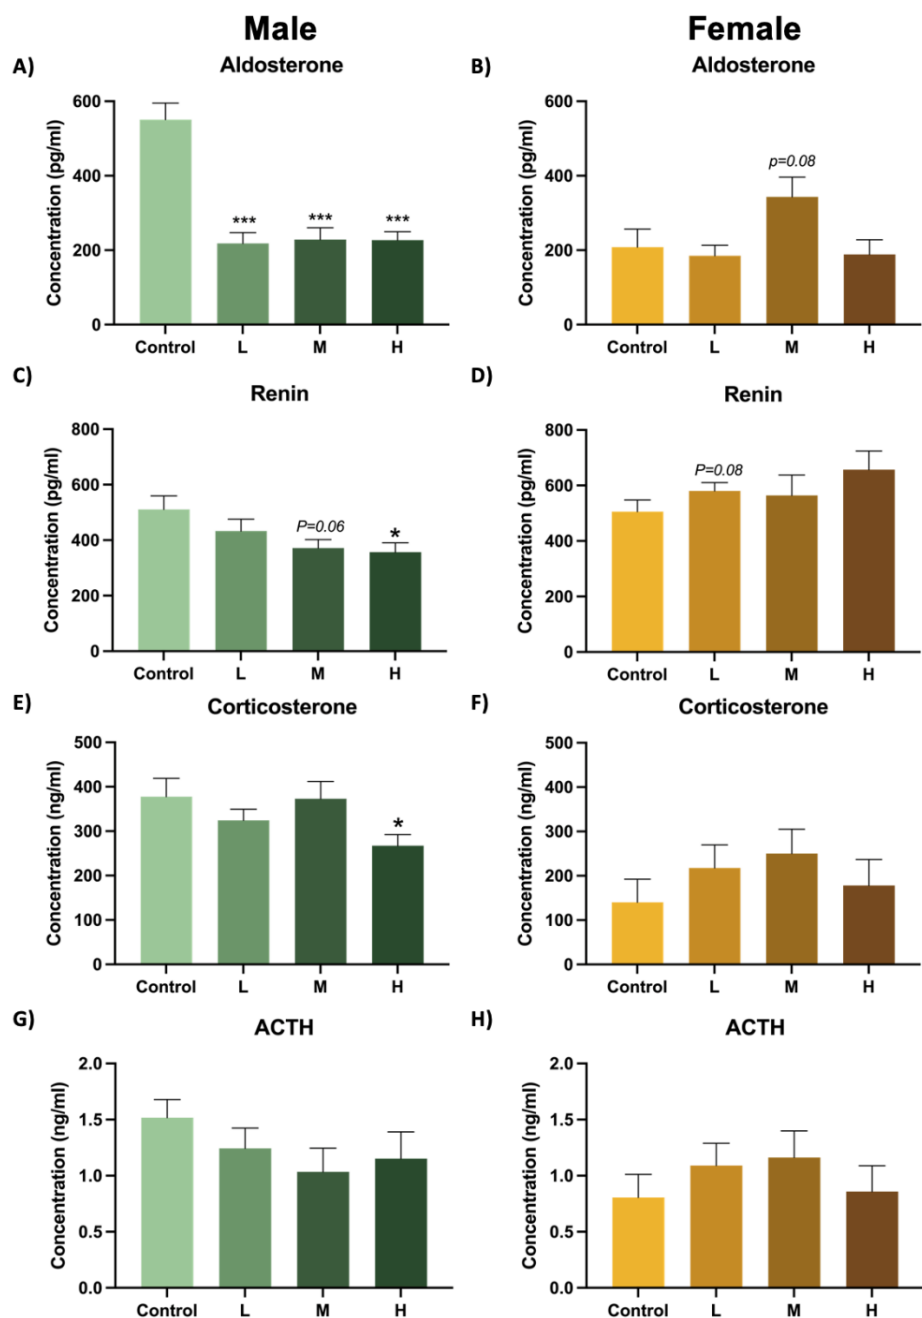 Male
Female
A)
Aldosterone
B)
Aldosterone
Concentration (pg/ml)
600
400
200
0
***
***
***
Control
L
M
H
Concentration (pg/ml)
600
400
200
0
p=0.08
Control
L
M
H
C)
Renin
D)
Renin
Concentration (pg/ml)
800
600
400
200
0
P=0.06
*
Control
L
M
H
Concentration (pg/ml)
800
600
400
200
0
P=0.08
Control
L
M
H
E)
Corticosterone
F)
Corticosterone
Concentration (ng/ml)
500
400
300
200
100
0
*
Control
L
M
H
Concentration (ng/ml)
500
400
300
200
100
0
Control
L
M
H
G)
ACTH
H)
ACTH
Concentration (ng/ml)
2.0
1.5
1.0
0.5
0.0
Control
L
M
H
Concentration (ng/ml)
2.0
1.5
1.0
0.5
0.0
Control
L
M
H